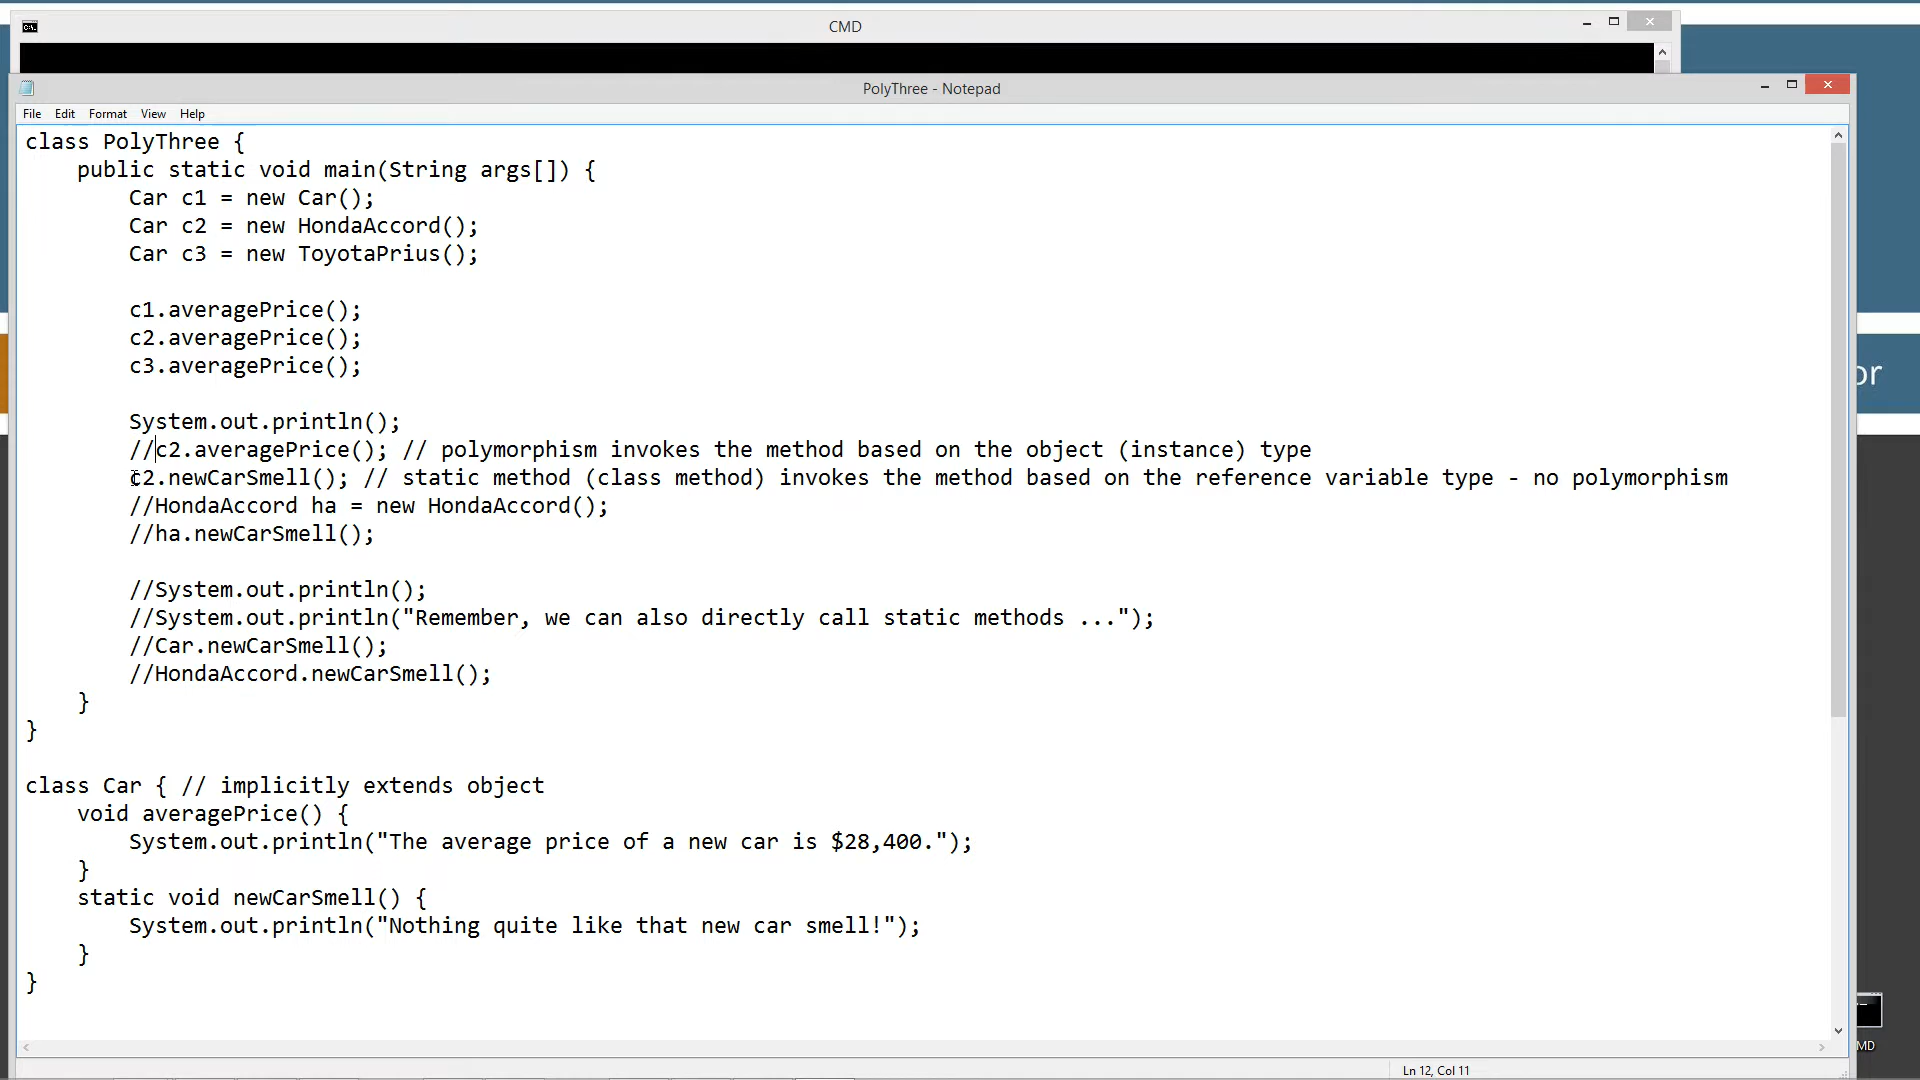 CMD
PolyThree - Notepad
File Edit Format View Help
class PolyThree {
    public static void main(String args[]) {
        Car c1 = new Car();
        Car c2 = new HondaAccord();
        Car c3 = new ToyotaPrius();
        c1.averagePrice();
        c2.averagePrice();
        c3.averagePrice();
        System.out.println();
        //c2.averagePrice(); // polymorphism invokes the method based on the object (instance) type
        c2.newCarSmell(); // static method (class method) invokes the method based on the reference variable type - no polymorphism
        //HondaAccord ha = new HondaAccord();
        //ha.newCarSmell();
        //System.out.println();
        //System.out.println("Remember, we can also directly call static methods ...");
        //Car.newCarSmell();
        //HondaAccord.newCarSmell();
    }
}
class Car { // implicitly extends object
    void averagePrice() {
        System.out.println("The average price of a new car is $28,400.");
    }
    static void newCarSmell() {
        System.out.println("Nothing quite like that new car smell!");
    }
}
Ln 12, Col 11
or
MD